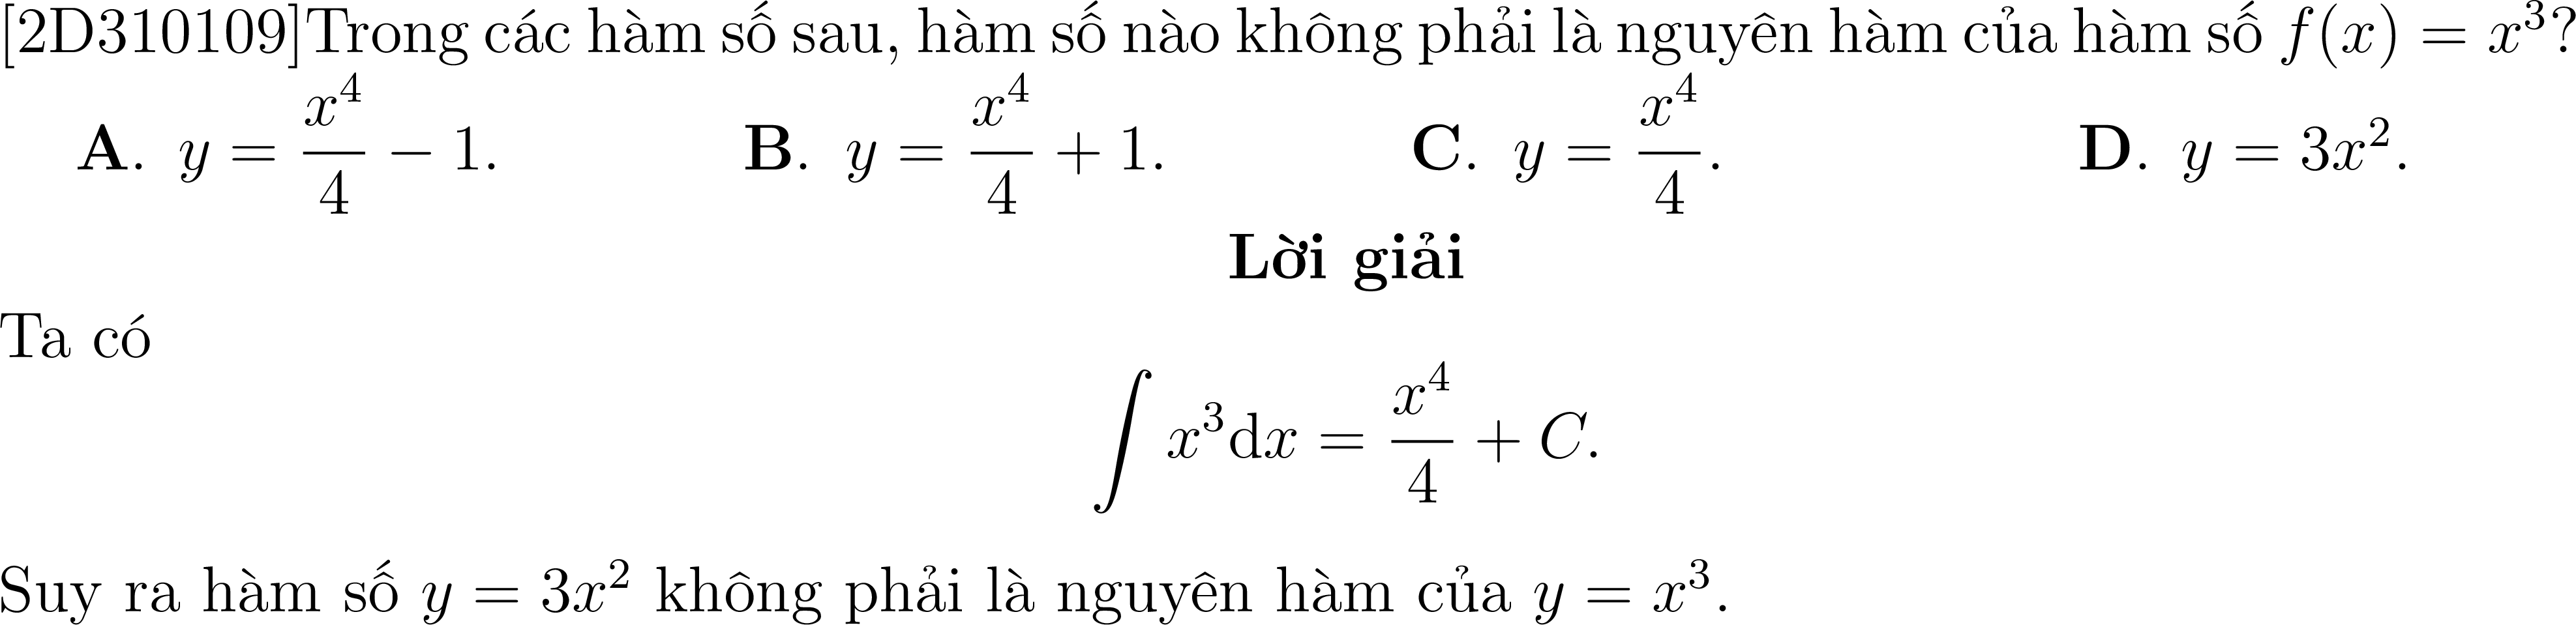 [2D310109]Trong các hàm số sau, hàm số nào không phải là nguyên hàm của hàm số $f(x) = x^3$?
A. $y = \frac{x^4}{4} - 1$. B. $y = \frac{x^4}{4} + 1$. C. $y = \frac{x^4}{4}$. D. $y = 3x^2$.
Lời giải
Ta có
$\int x^3 \mathrm{d}x = \frac{x^4}{4} + C.$
Suy ra hàm số $y = 3x^2$ không phải là nguyên hàm của $y = x^3$.